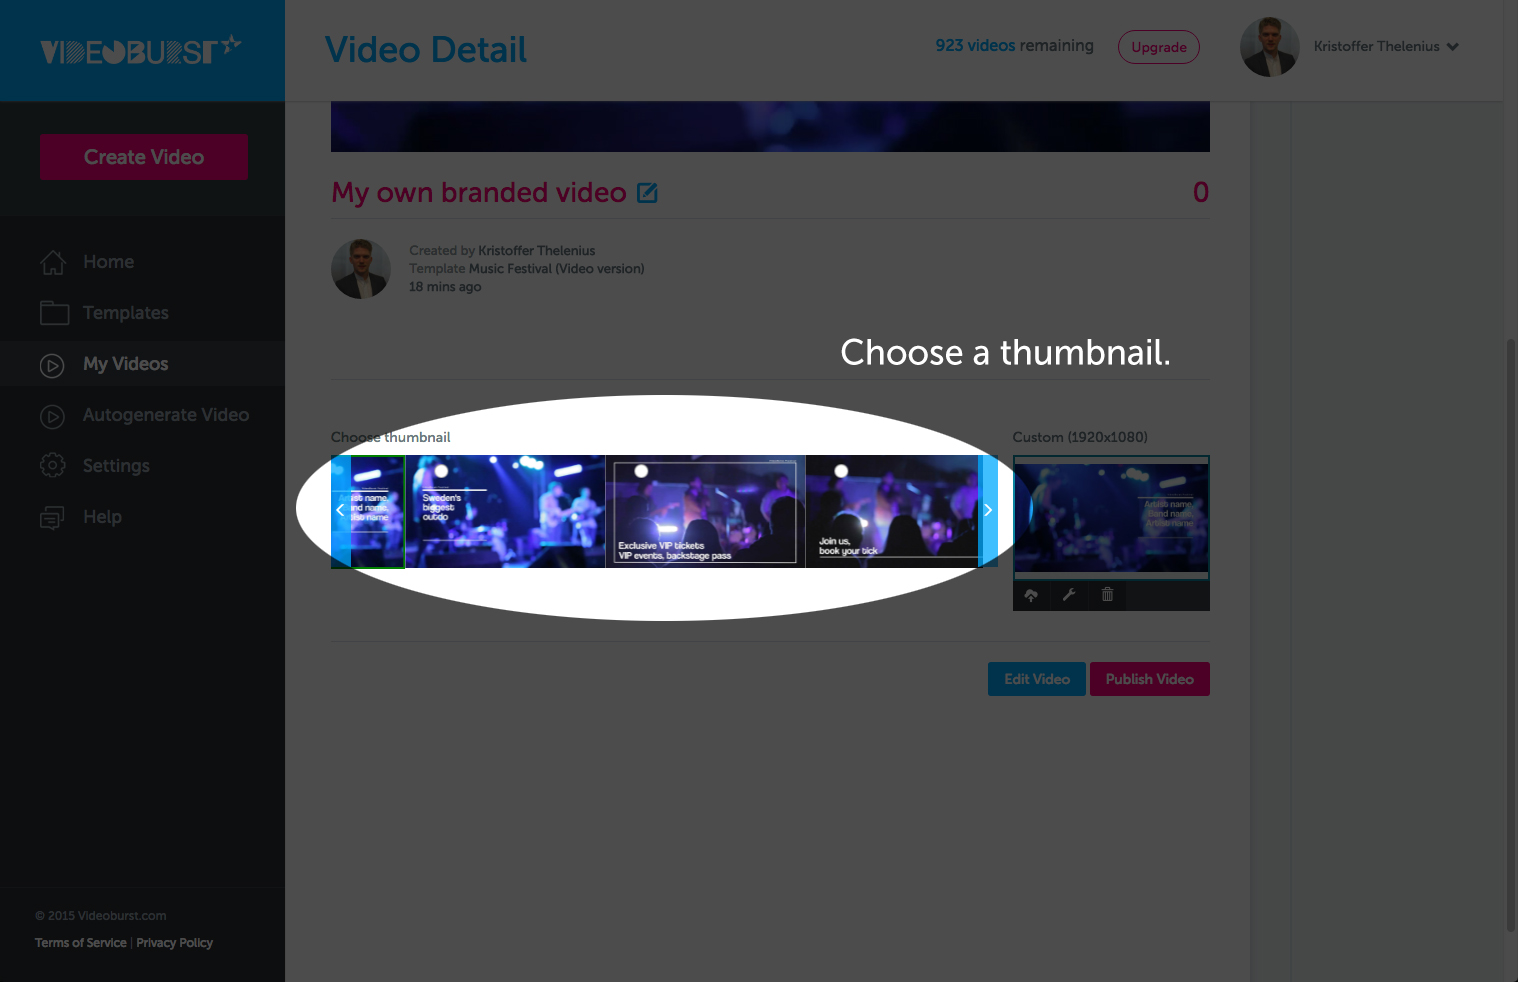 VIDEOBURST
Video Detail
923 videos remaining
Upgrade
Kristoffer Thelenius
Create Video
Home
Templates
My Videos
Autogenerate Video
Settings
Help
© 2015 Videoburst.com
Terms of Service | Privacy Policy
My own branded video
0
Created by Kristoffer Thelenius
Template Music Festival (Video version)
18 mins ago
Choose a thumbnail.
Choose thumbnail
Artist name,
and name,
Artist name
Sweden's
biggest
outdo
Exclusive VIP tickets
VIP events, backstage pass
Join us,
book your tick
Custom (1920x1080)
Artist name,
Band name,
Artist name
Edit Video
Publish Video